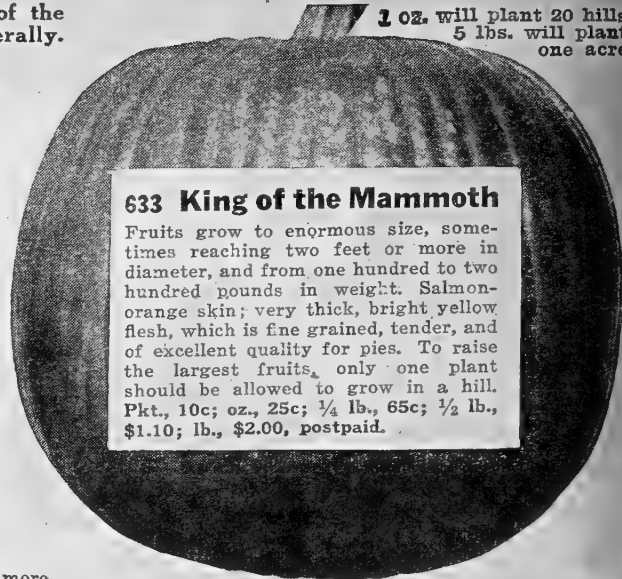 of the
erally.
1 oz. will plant 20 hills
5 lbs. will plant
one acre
633 King of the Mammoth
Fruits grow to enormous size, some-
times reaching two feet or more in
diameter, and from one hundred to two
hundred pounds in weight. Salmon-
orange skin; very thick, bright yellow
flesh, which is fine grained, tender, and
of excellent quality for pies. To raise
the largest fruits, only one plant
should be allowed to grow in a hill.
Pkt., 10c; oz., 25c; ¼ lb., 65c; ½ lb.,
$1.10; lb., $2.00, postpaid.
more